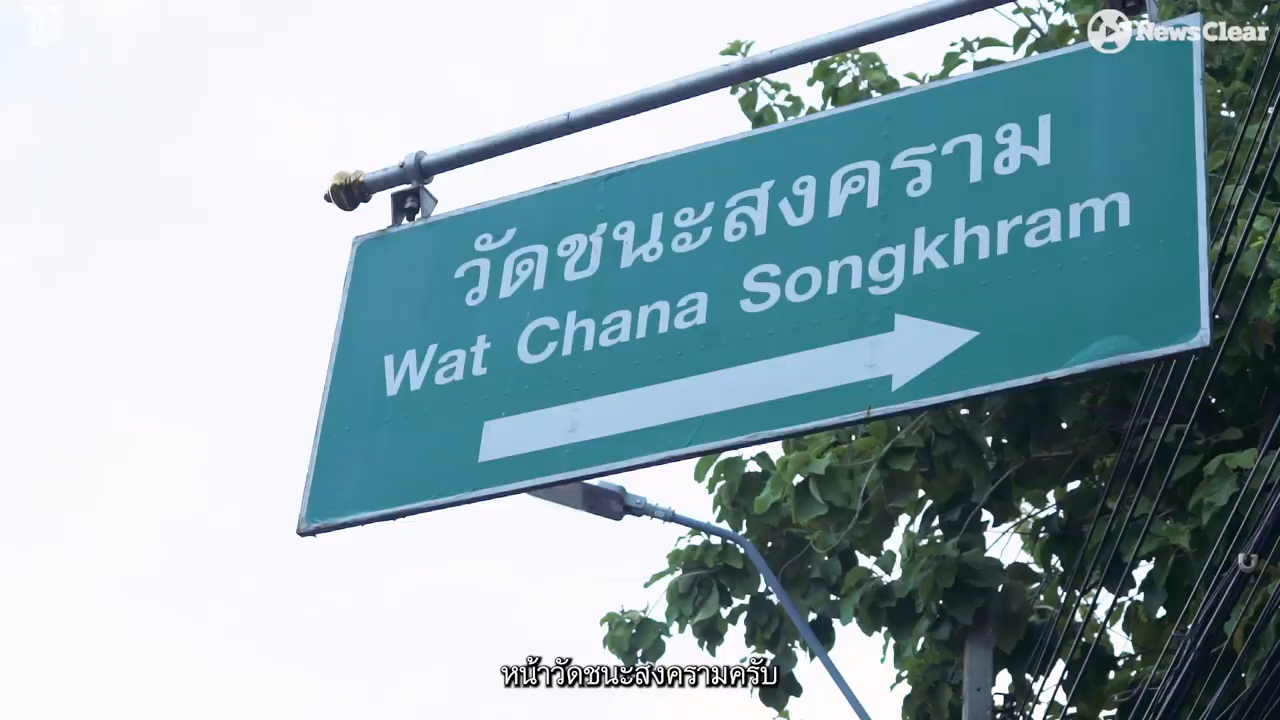 NewsClear
วัดชนะสงคราม
Wat Chana Songkhram
หน้าวัดชนะสงครามครับ